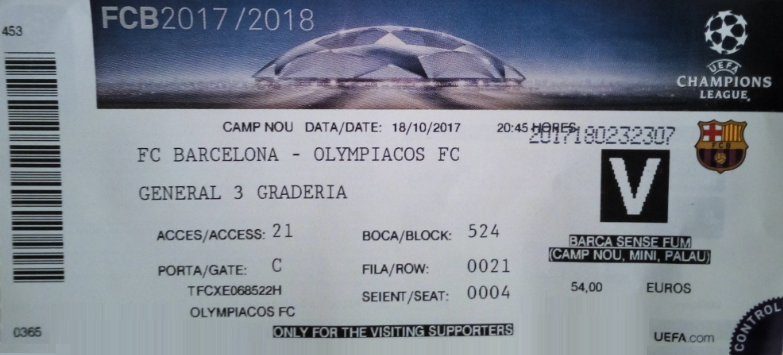 453
FCB2017/2018
UEFA
CHAMPIONS
LEAGUE
CAMP NOU DATA/DATE: 18/10/2017 20:45 HORES
2017180232307
FCB
FC BARCELONA - OLYMPIACOS FC
V
GENERAL 3 GRADERIA
ACCES/ACCESS: 21 BOCA/BLOCK: 524
BARCA SENSE FUM
(CAMP NOU, MINI, PALAU)
PORTA/GATE: C FILA/ROW: 0021
TFCXE068522H SEIENT/SEAT: 0004 54,00 EUROS
OLYMPIACOS FC
0365 ONLY FOR THE VISITING SUPPORTERS UEFA.com
CONTROL